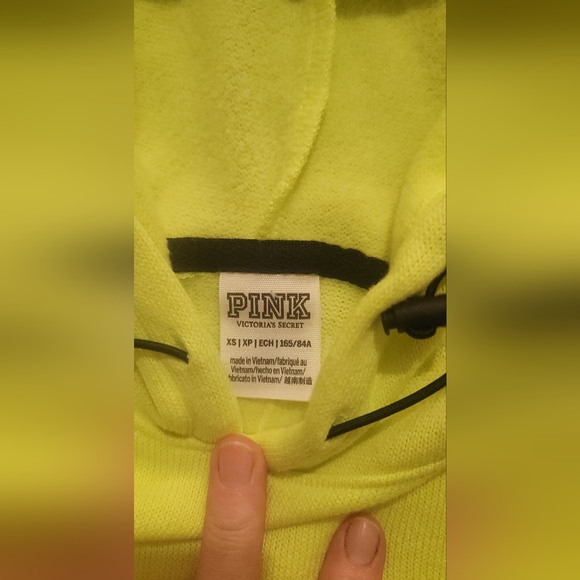 PINK
VICTORIA'S SECRET
XS | XP | ECH | 165/84A
made in Vietnam/fabriqué au
Vietnam/hecho en Vietnam/
fabricato in Vietnam/ 越南制造